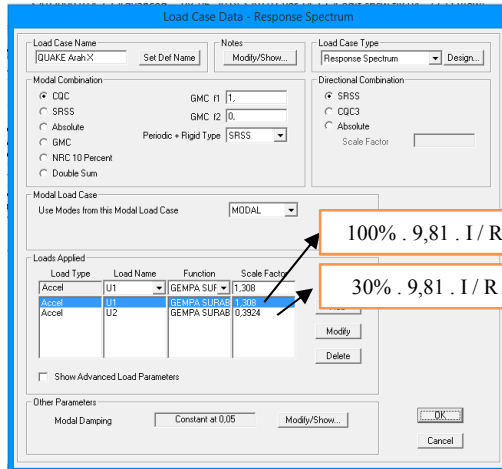 Load Case Data - Response Spectrum
Load Case Name
Notes
Load Case Type
QUAKE Arah X
Set Def Name
Modify/Show...
Response Spectrum
Design...
Modal Combination
Directional Combination
CQC
GMC f1
1,
SRSS
SRSS
GMC f2
0,
CQC3
Absolute
Periodic + Rigid Type
SRSS
Absolute
GMC
Scale Factor
NRC 10 Percent
Double Sum
Modal Load Case
Use Modes from this Modal Load Case
MODAL
100% . 9,81 . I / R
Loads Applied
Load Type
Load Name
Function
Scale Factor
Accel
U1
GEMPA SUF
1,308
30% . 9,81 . I / R
Accel
U1
GEMPA SURAB
1,308
Accel
U2
GEMPA SURAB
0,3924
Modify
Delete
Show Advanced Load Parameters
Other Parameters
Modal Damping
Constant at 0,05
Modify/Show...
OK
Cancel